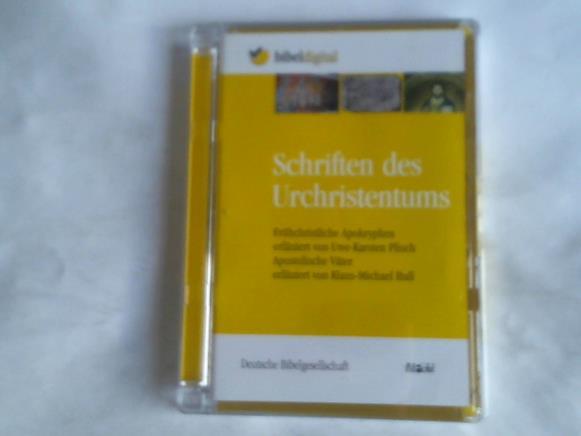 bibeldigital
Schriften des
Urchristentums
Frühchristliche Apokryphen
erläutert von Uwe-Karsten Plisch
Apostolische Väter
erläutert von Klaus-Michael Bull
Deutsche Bibelgesellschaft